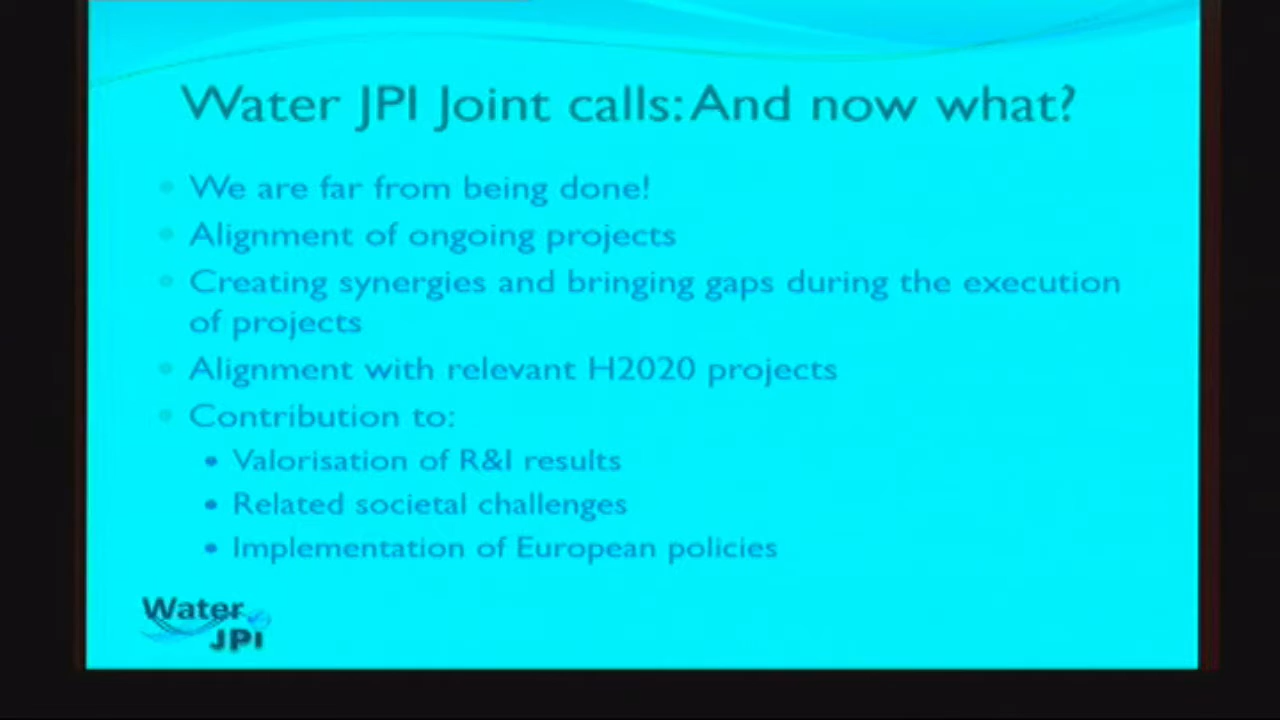 Water JPI Joint calls: And now what?
We are far from being done!
Alignment of ongoing projects
Creating synergies and bringing gaps during the execution
of projects
Alignment with relevant H2020 projects
Contribution to:
Valorisation of R&I results
Related societal challenges
Implementation of European policies
Water
JPI